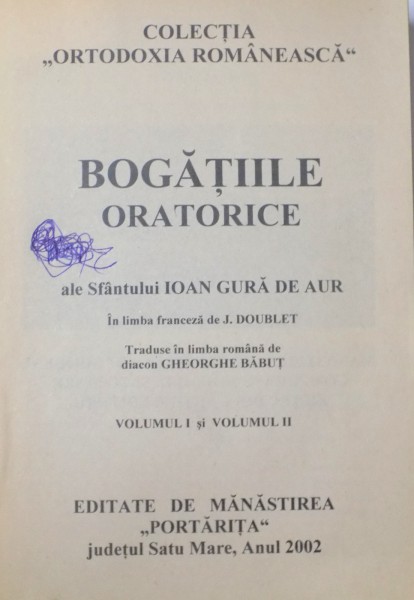 COLECȚIA
„ORTODOXIA ROMÂNEASCĂ“
BOGĂȚIILE
ORATORICE
ale Sfântului IOAN GURĂ DE AUR
În limba franceză de J. DOUBLET
Traduse în limba română de
diacon GHEORGHE BĂBUȚ
VOLUMUL I și VOLUMUL II
EDITATE DE MĂNĂSTIREA
„PORTĂRIȚA“
județul Satu Mare, Anul 2002